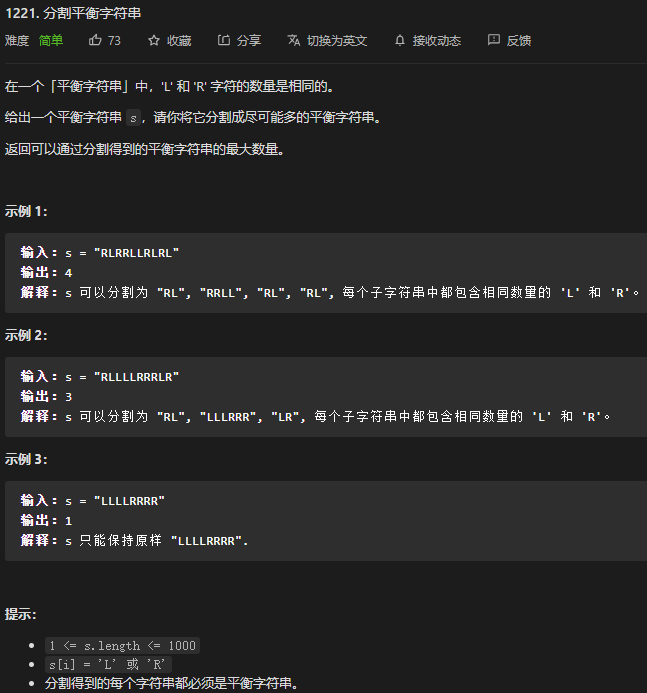 1221. 分割平衡字符串
难度 简单 73 收藏 分享 切换为英文 接收动态 反馈
在一个「平衡字符串」中，'L' 和 'R' 字符的数量是相同的。
给出一个平衡字符串 s，请你将它分割成尽可能多的平衡字符串。
返回可以通过分割得到的平衡字符串的最大数量。
示例 1：
输入：s = "RLRRLLRLRL"
输出：4
解释：s 可以分割为 "RL", "RRLL", "RL", "RL", 每个子字符串中都包含相同数量的 'L' 和 'R'。
示例 2：
输入：s = "RLLLLRRRLR"
输出：3
解释：s 可以分割为 "RL", "LLLRRR", "LR", 每个子字符串中都包含相同数量的 'L' 和 'R'。
示例 3：
输入：s = "LLLLRRRR"
输出：1
解释：s 只能保持原样 "LLLLRRRR".
提示：
• 1 <= s.length <= 1000
• s[i] = 'L' 或 'R'
• 分割得到的每个字符串都必须是平衡字符串。